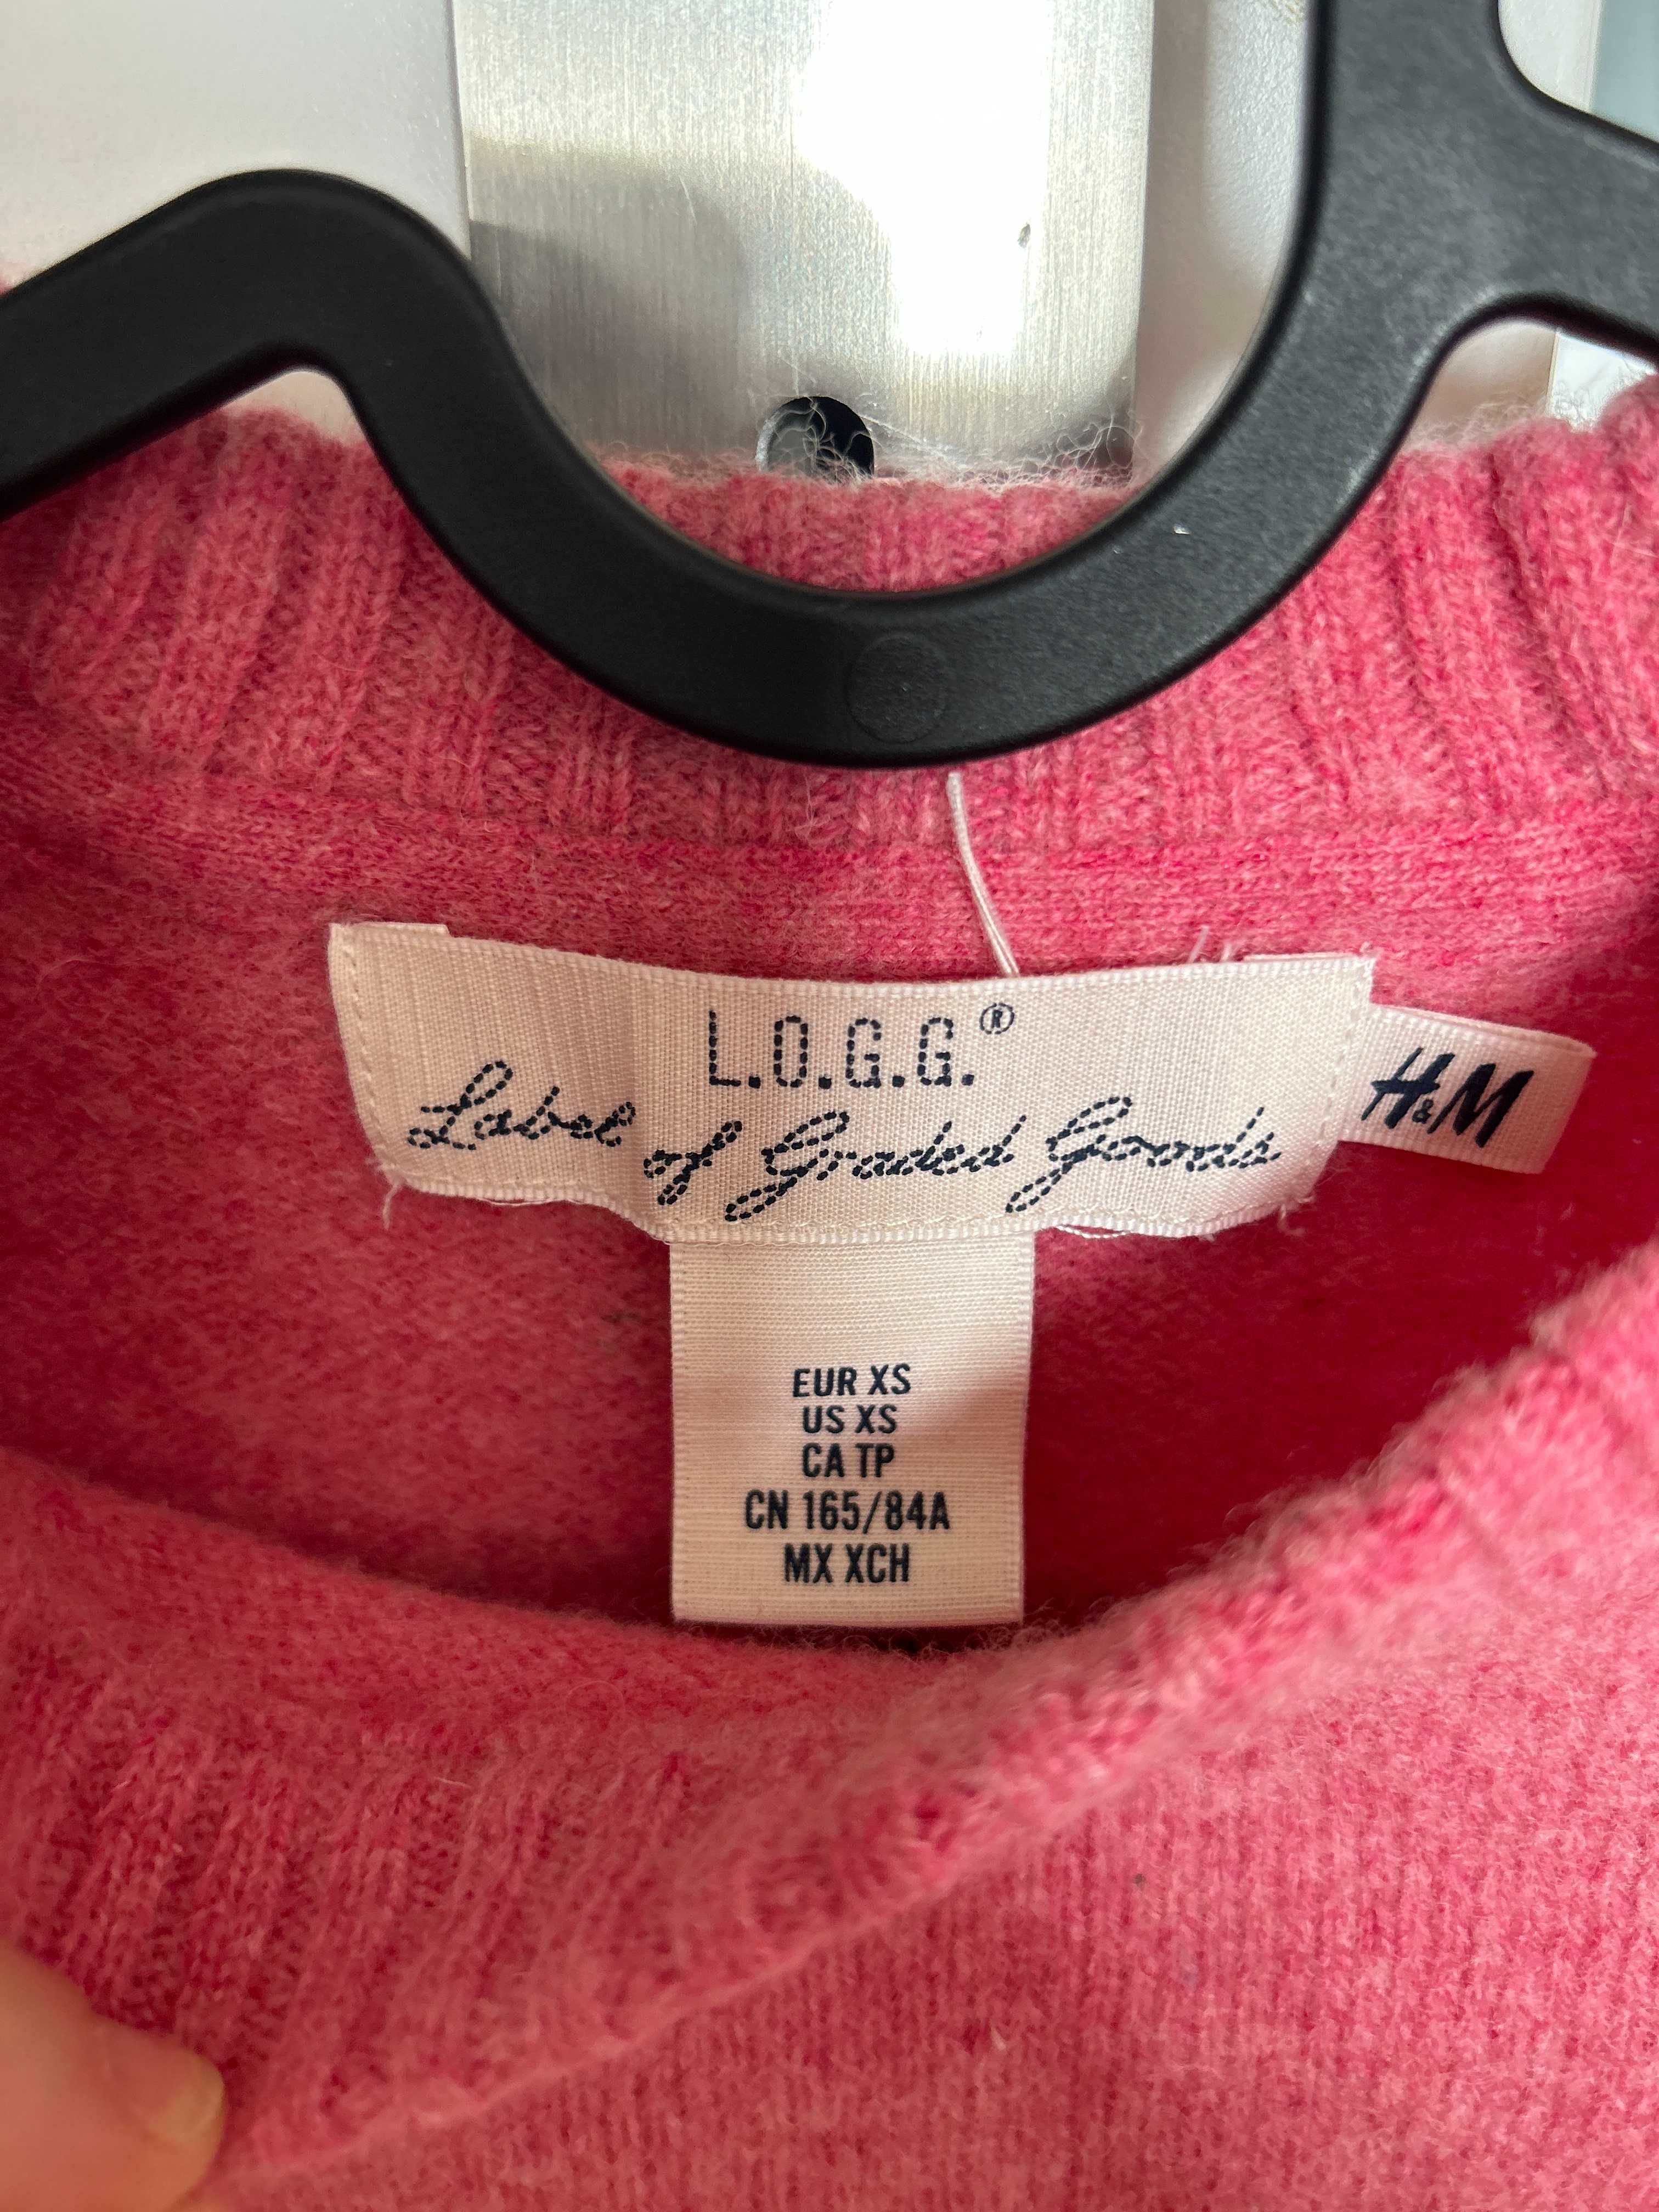 L.O.G.G.®
Label of Graded Goods
H&M
EUR XS
US XS
CA TP
CN 165/84A
MX XCH